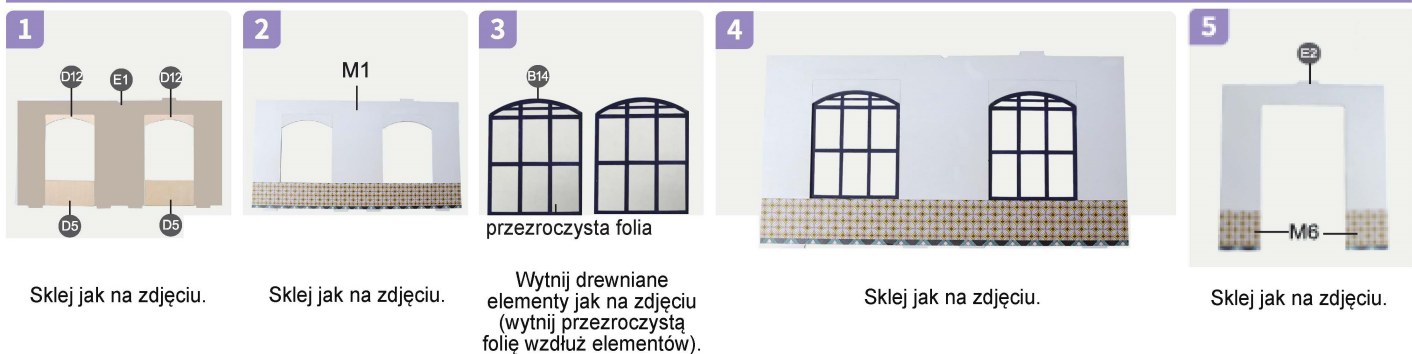 1
2
3
4
5
D12
E1
D12
D5
D5
Sklej jak na zdjęciu.
M1
Sklej jak na zdjęciu.
B14
przezroczysta folia
Wytnij drewniane
elementy jak na zdjęciu
(wytnij przezroczystą
folię wzdłuż elementów).
Sklej jak na zdjęciu.
E2
M6
Sklej jak na zdjęciu.